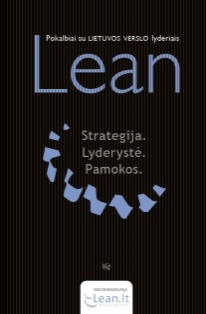 Pokalbiai su LIETUVOS VERSLO lyderiais
Lean
Strategija.
Lyderystė.
Pamokos.
Lean.lt